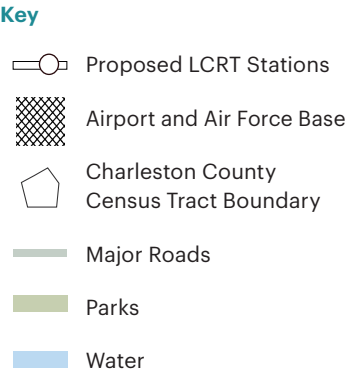 Key
Proposed LCRT Stations
Airport and Air Force Base
Charleston County
Census Tract Boundary
Major Roads
Parks
Water